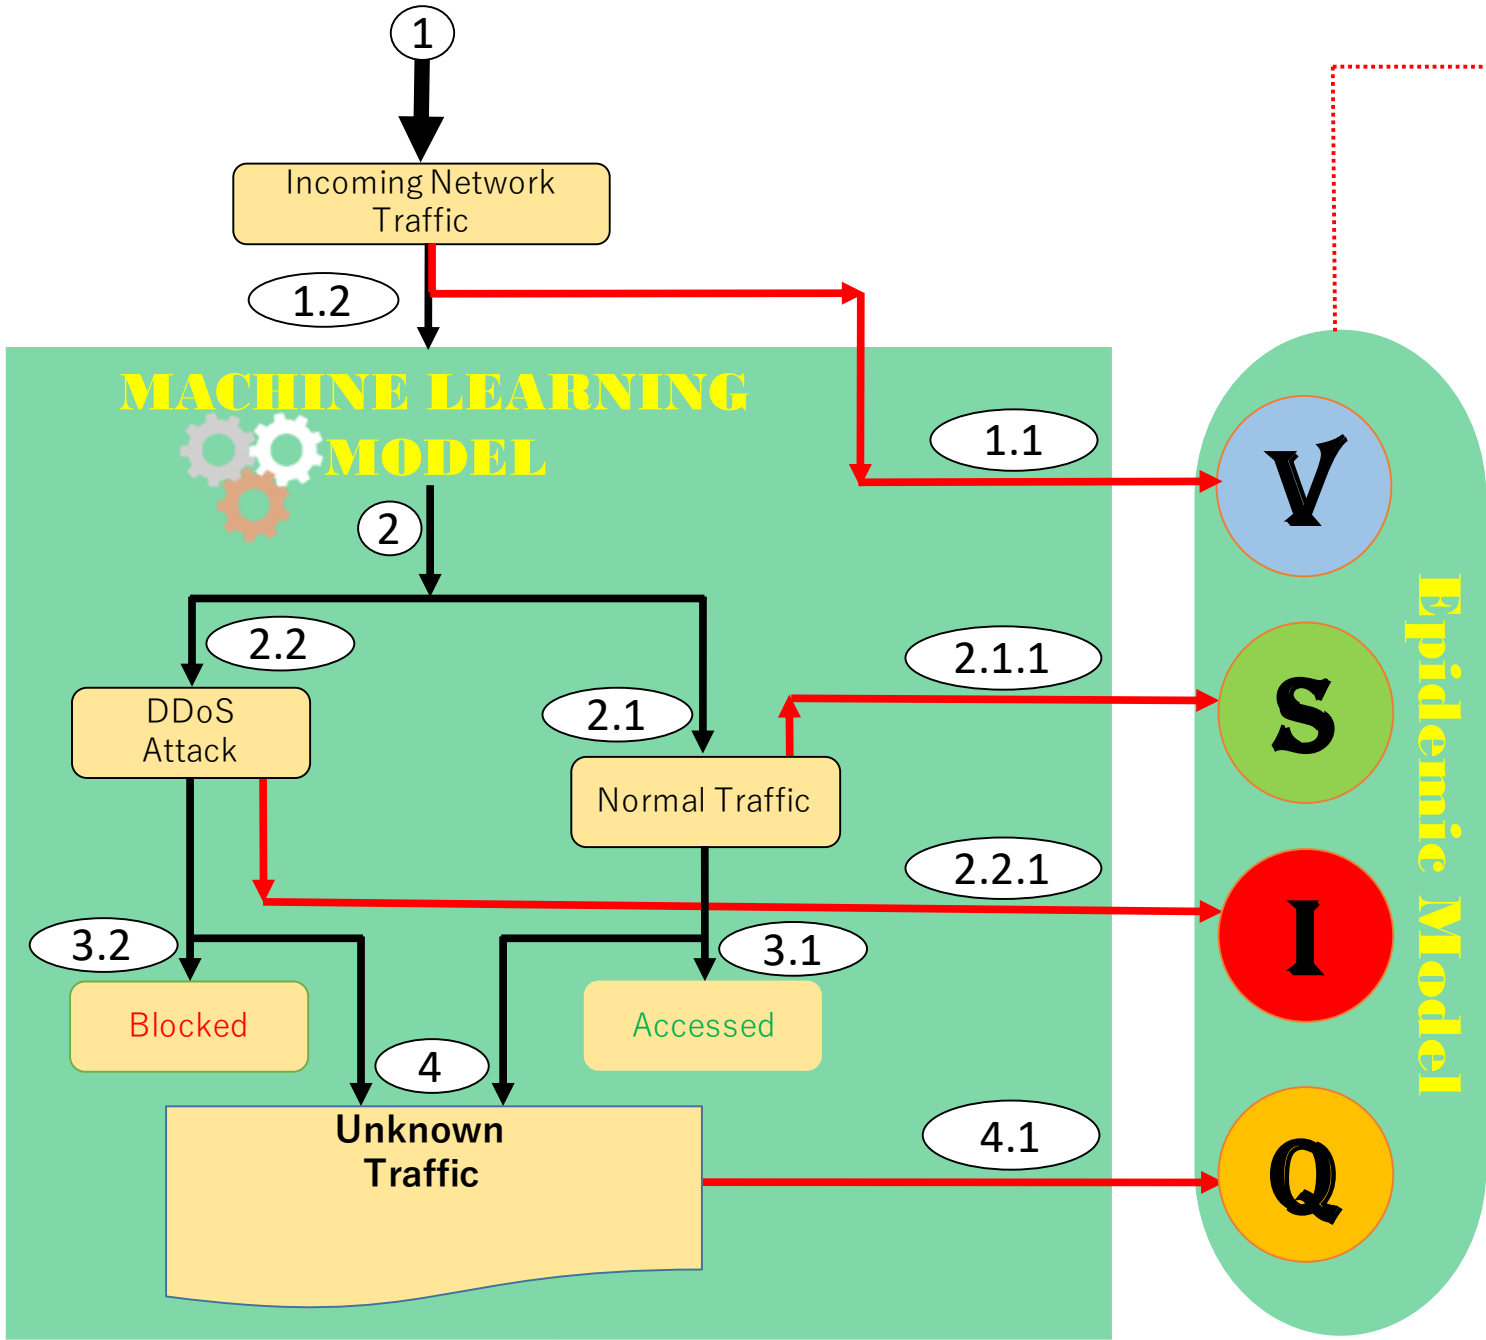 1
Incoming Network
Traffic
1.2
MACHINE LEARNING
MODEL
1.1
V
2
2.2
2.1
2.1.1
S
DDoS
Attack
Normal Traffic
2.2.1
I
3.2
3.1
Blocked
Accessed
4
Unknown
Traffic
4.1
Q
Epidemic Model